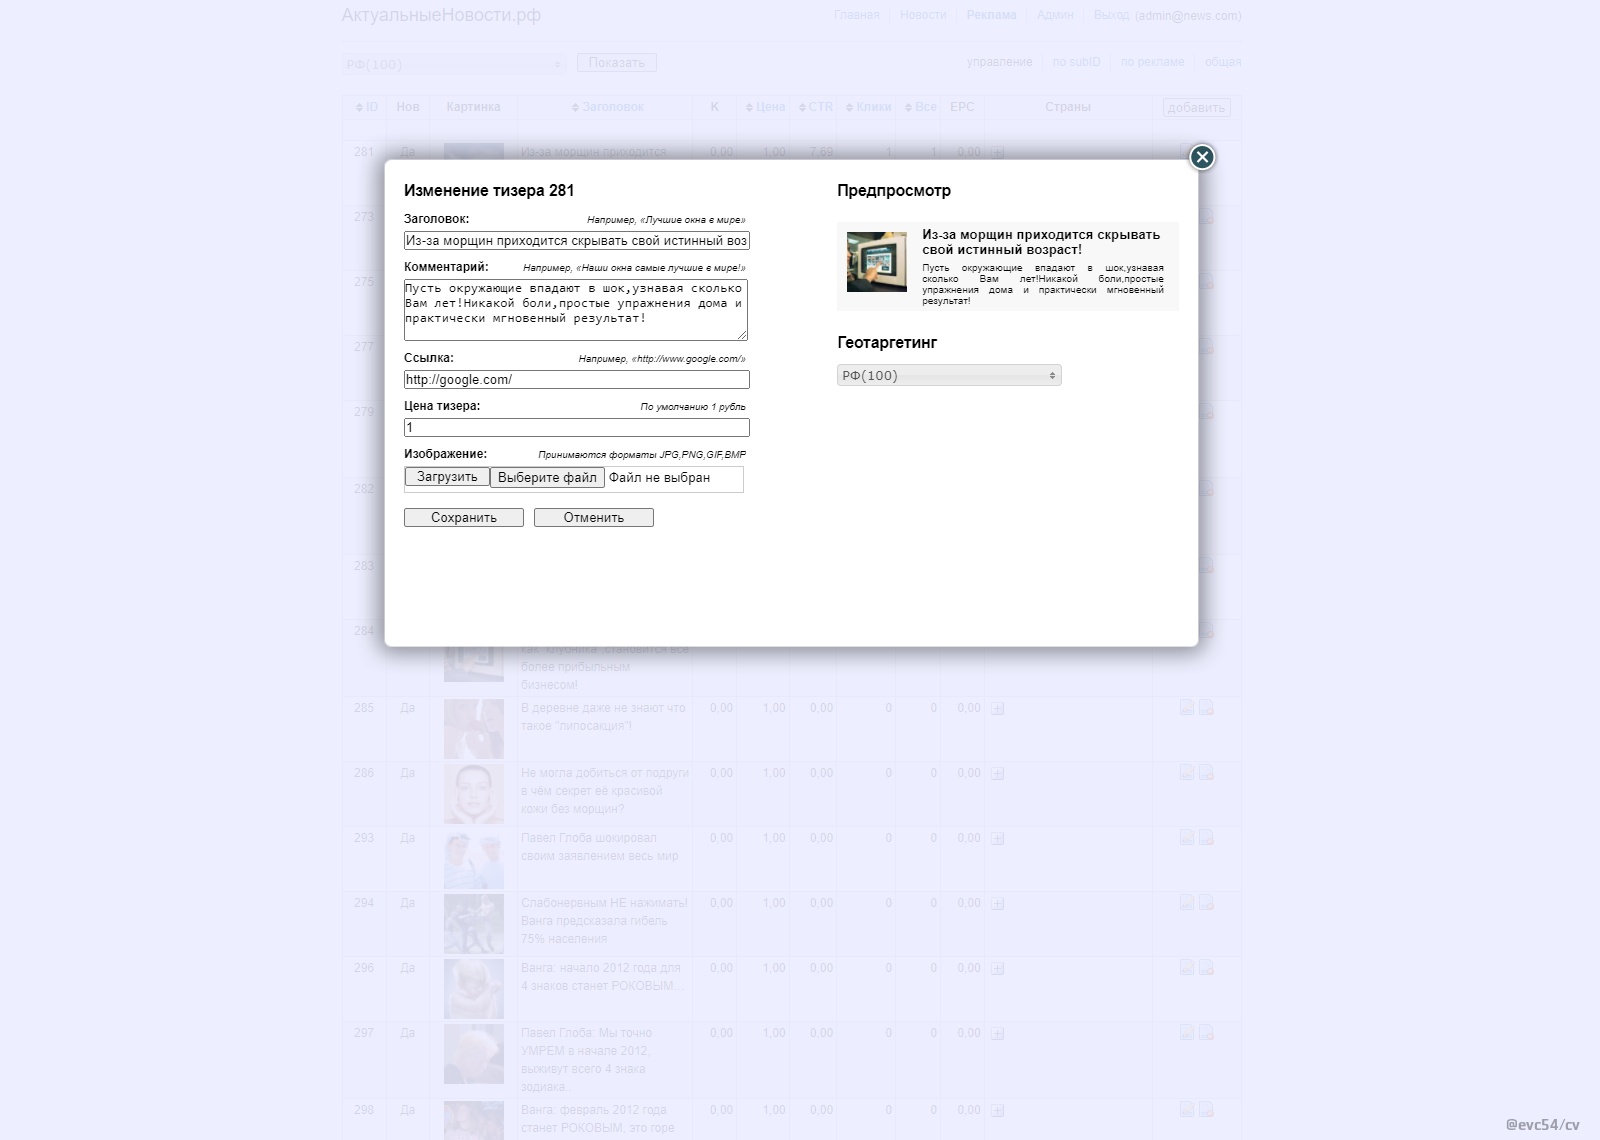 АктуальныеНовости.рф
Главная Новости Реклама Админ Выход (admin@news.com)
РФ(100) Показать
управление по subID по рекламе общая
ID Нов Картинка Заголовок К Цена CTR Клики Все EPC Страны добавить
281 Да Из-за морщин приходится 0,00 1,00 7,69 1 1 0,00
273
275
277
279
282
283
284
Изменение тизера 281
Заголовок: Например, «Лучшие окна в мире»
Из-за морщин приходится скрывать свой истинный воз
Комментарий: Например, «Наши окна самые лучшие в мире!»
Пусть окружающие впадают в шок,узнавая сколько
Вам лет!Никакой боли,простые упражнения дома и
практически мгновенный результат!
Ссылка: Например, «http://www.google.com/»
http://google.com/
Цена тизера: По умолчанию 1 рубль
1
Изображение: Принимаются форматы JPG,PNG,GIF,BMP
Загрузить Выберите файл Файл не выбран
Сохранить Отменить
Предпросмотр
Из-за морщин приходится скрывать
свой истинный возраст!
Пусть окружающие впадают в шок,узнавая
сколько Вам лет!Никакой боли,простые
упражнения дома и практически мгновенный
результат!
Геотаргетинг
РФ(100)
как "клубника",становится все
более прибыльным
бизнесом!
285 Да В деревне даже не знают что 0,00 1,00 0,00 0 0 0,00
такое "липосакция"!
286 Да Не могла добиться от подруги 0,00 1,00 0,00 0 0 0,00
в чём секрет её красивой
кожи без морщин?
293 Да Павел Глоба шокировал 0,00 1,00 0,00 0 0 0,00
своим заявлением весь мир
294 Да Слабонервным НЕ нажимать! 0,00 1,00 0,00 0 0 0,00
Ванга предсказала гибель
75% населения
296 Да Ванга: начало 2012 года для 0,00 1,00 0,00 0 0 0,00
4 знаков станет РОКОВЫМ....
297 Да Павел Глоба: Мы точно 0,00 1,00 0,00 0 0 0,00
УМРЕМ в начале 2012,
выживут всего 4 знака
зодиака..
298 Да Ванга: февраль 2012 года 0,00 1,00 0,00 0 0 0,00
станет РОКОВЫМ, это горе
@evc54/cv